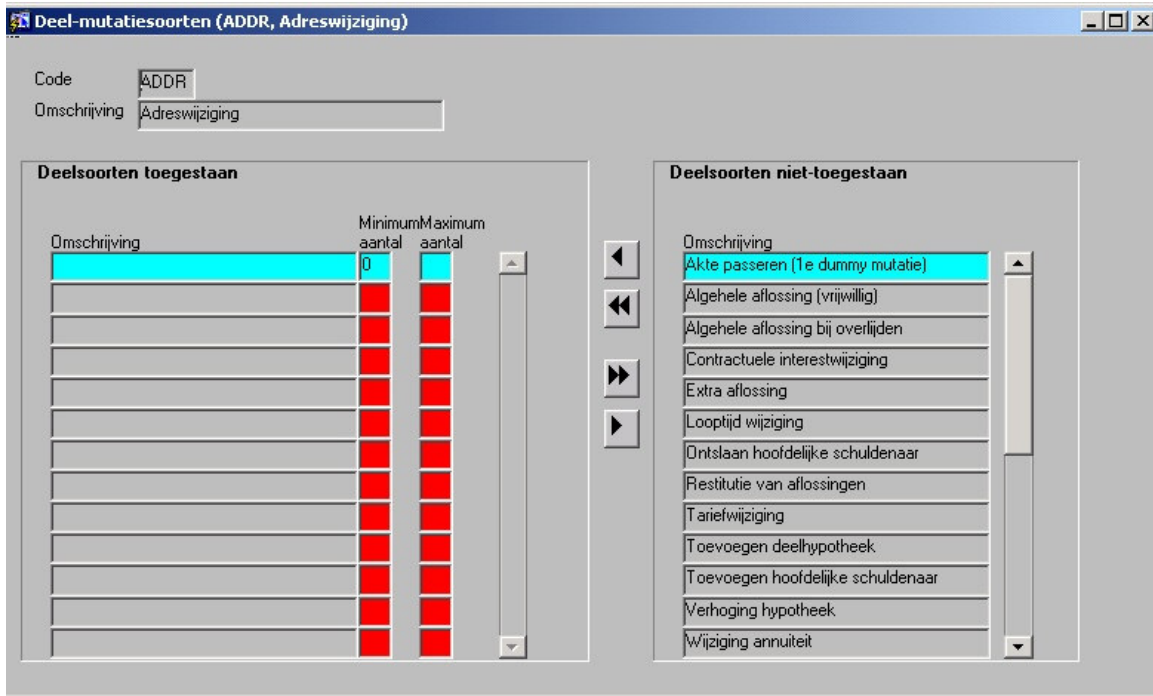 Deel-mutatiesoorten (ADDR, Adreswijziging)
Code ADDR
Omschrijving Adreswijziging
Deelsoorten toegestaan
Minimum Maximum
Omschrijving aantal aantal
0
Deelsoorten niet-toegestaan
Omschrijving
Akte passeren (1e dummy mutatie)
Algehele aflossing (vrijwillig)
Algehele aflossing bij overlijden
Contractuele interestwijziging
Extra aflossing
Looptijd wijziging
Ontslaan hoofdelijke schuldenaar
Restitutie van aflossingen
Tariefwijziging
Toevoegen deelhypotheek
Toevoegen hoofdelijke schuldenaar
Verhoging hypotheek
Wijziging annuiteit